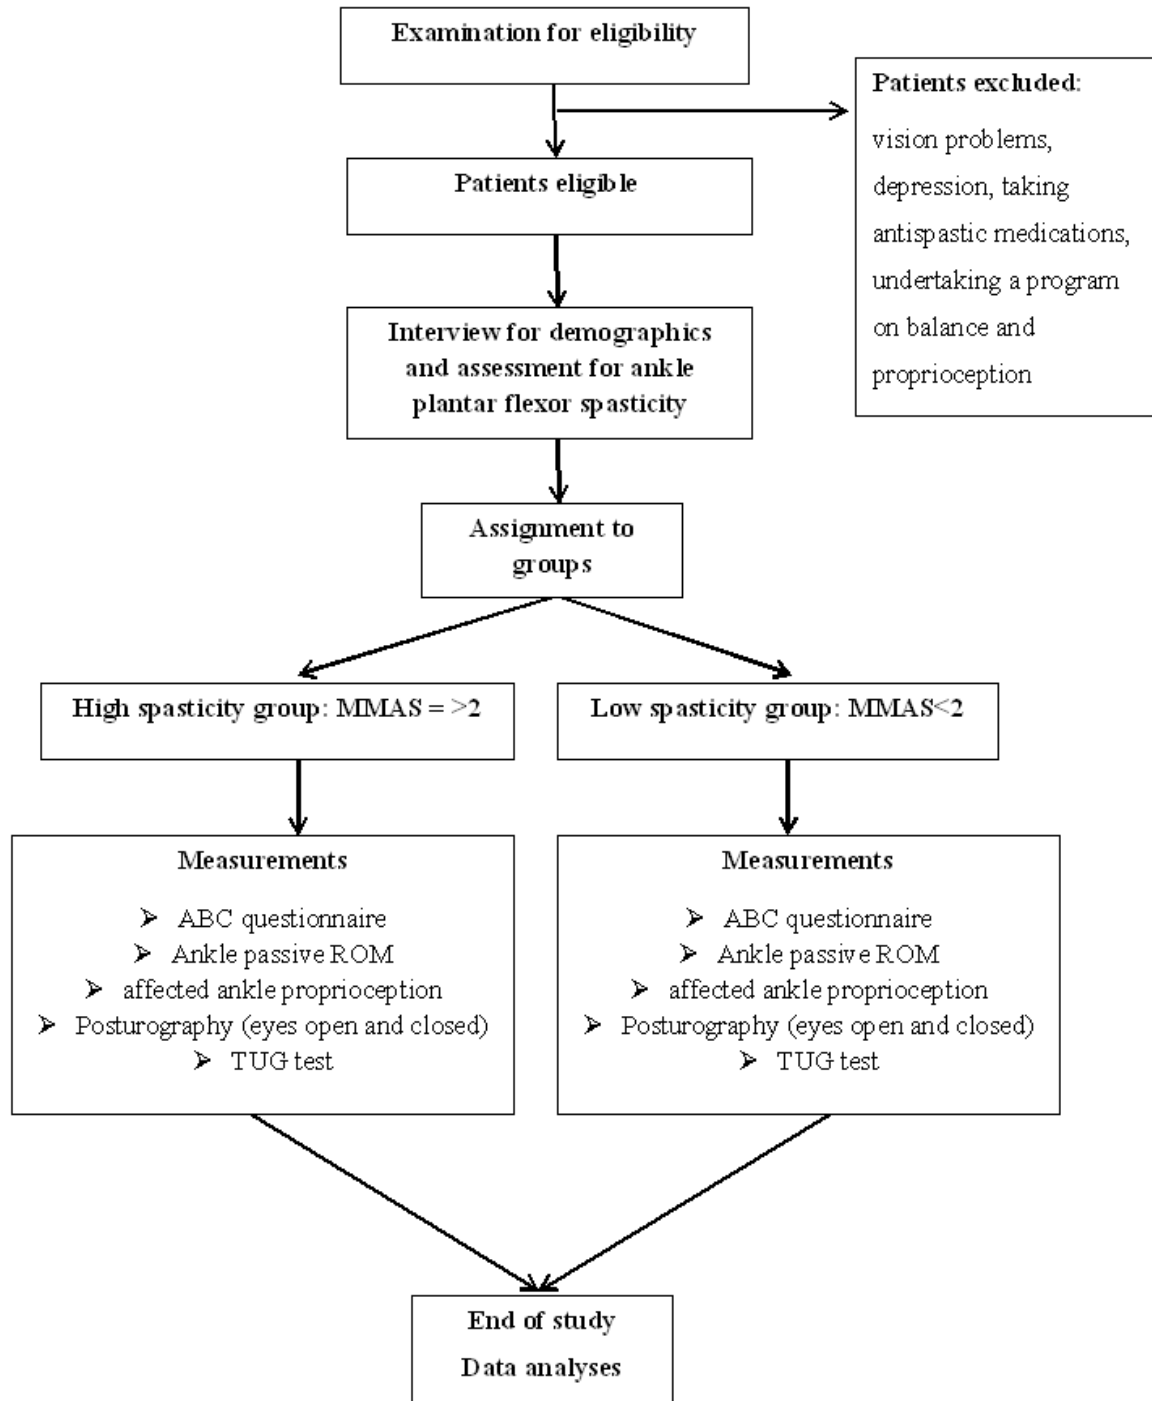 Examination for eligibility
Patients excluded:
vision problems,
depression, taking
antispastic medications,
undertaking a program
on balance and
proprioception
Patients eligible
Interview for demographics
and assessment for ankle
plantar flexor spasticity
Assignment to
groups
High spasticity group: MMAS = >2
Low spasticity group: MMAS<2
Measurements
➢ ABC questionnaire
➢ Ankle passive ROM
➢ affected ankle proprioception
➢ Posturography (eyes open and closed)
➢ TUG test
Measurements
➢ ABC questionnaire
➢ Ankle passive ROM
➢ affected ankle proprioception
➢ Posturography (eyes open and closed)
➢ TUG test
End of study
Data analyses